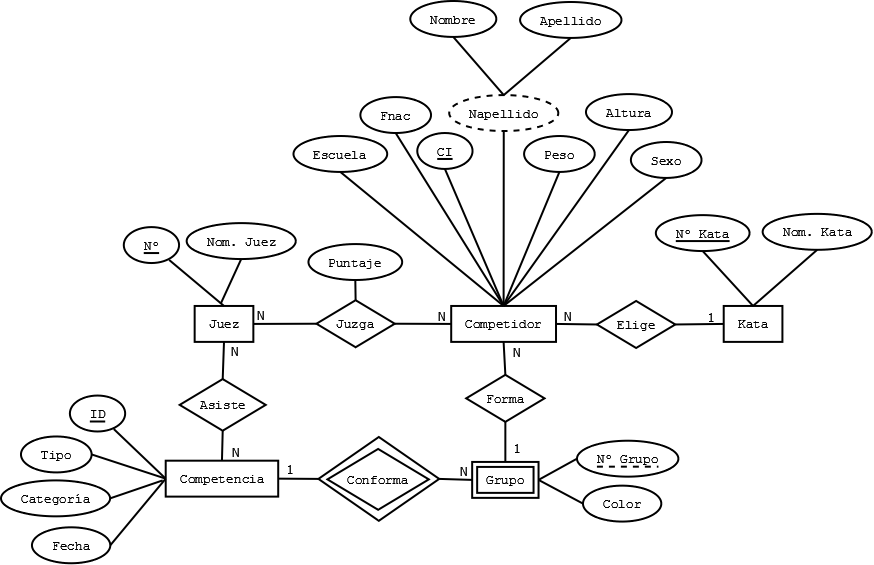 Nombre
Apellido
Fnac
Napellido
Altura
Escuela
CI
Peso
Sexo
Nº
Nom. Juez
Puntaje
Nº Kata
Nom. Kata
Juez
N
Juzga
N
Competidor
N
Elige
1
Kata
N
N
Asiste
Forma
ID
Tipo
N
1
Nº Grupo
Categoría
Competencia
1
Conforma
N
Grupo
Color
Fecha